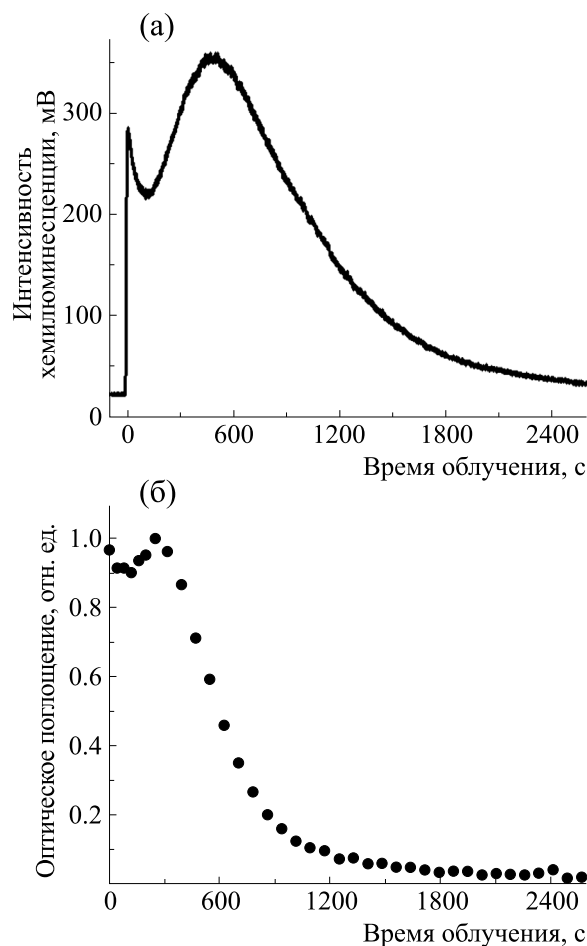 (а)
Интенсивность
хемилюминесценции, мВ
300
200
100
0
0 600 1200 1800 2400
Время облучения, с
(б)
Оптическое поглощение, отн. ед.
1.0
0.8
0.6
0.4
0.2
0 600 1200 1800 2400
Время облучения, с